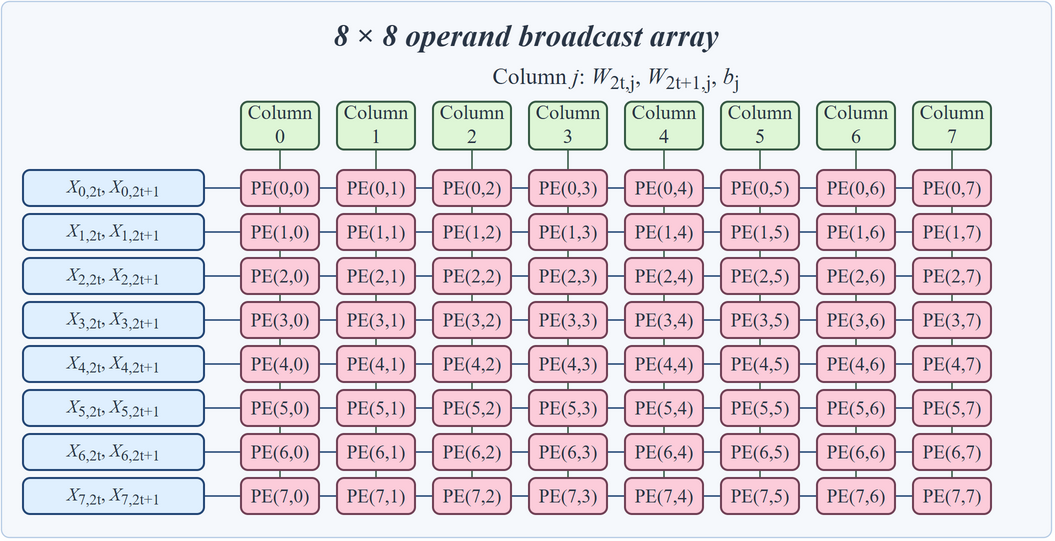 8 × 8 operand broadcast array
Column j: W2t,j, W2t+1,j, bj
Column 0 Column 1 Column 2 Column 3 Column 4 Column 5 Column 6 Column 7
X0,2t, X0,2t+1 PE(0,0) PE(0,1) PE(0,2) PE(0,3) PE(0,4) PE(0,5) PE(0,6) PE(0,7)
X1,2t, X1,2t+1 PE(1,0) PE(1,1) PE(1,2) PE(1,3) PE(1,4) PE(1,5) PE(1,6) PE(1,7)
X2,2t, X2,2t+1 PE(2,0) PE(2,1) PE(2,2) PE(2,3) PE(2,4) PE(2,5) PE(2,6) PE(2,7)
X3,2t, X3,2t+1 PE(3,0) PE(3,1) PE(3,2) PE(3,3) PE(3,4) PE(3,5) PE(3,6) PE(3,7)
X4,2t, X4,2t+1 PE(4,0) PE(4,1) PE(4,2) PE(4,3) PE(4,4) PE(4,5) PE(4,6) PE(4,7)
X5,2t, X5,2t+1 PE(5,0) PE(5,1) PE(5,2) PE(5,3) PE(5,4) PE(5,5) PE(5,6) PE(5,7)
X6,2t, X6,2t+1 PE(6,0) PE(6,1) PE(6,2) PE(6,3) PE(6,4) PE(6,5) PE(6,6) PE(6,7)
X7,2t, X7,2t+1 PE(7,0) PE(7,1) PE(7,2) PE(7,3) PE(7,4) PE(7,5) PE(7,6) PE(7,7)